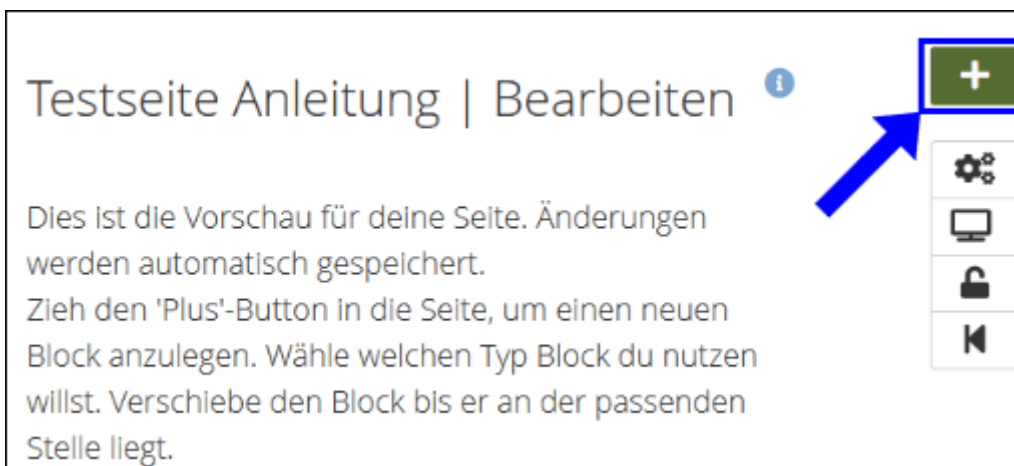 Testseite Anleitung | Bearbeiten
Dies ist die Vorschau für deine Seite. Änderungen
werden automatisch gespeichert.
Zieh den 'Plus'-Button in die Seite, um einen neuen
Block anzulegen. Wähle welchen Typ Block du nutzen
willst. Verschiebe den Block bis er an der passenden
Stelle liegt.